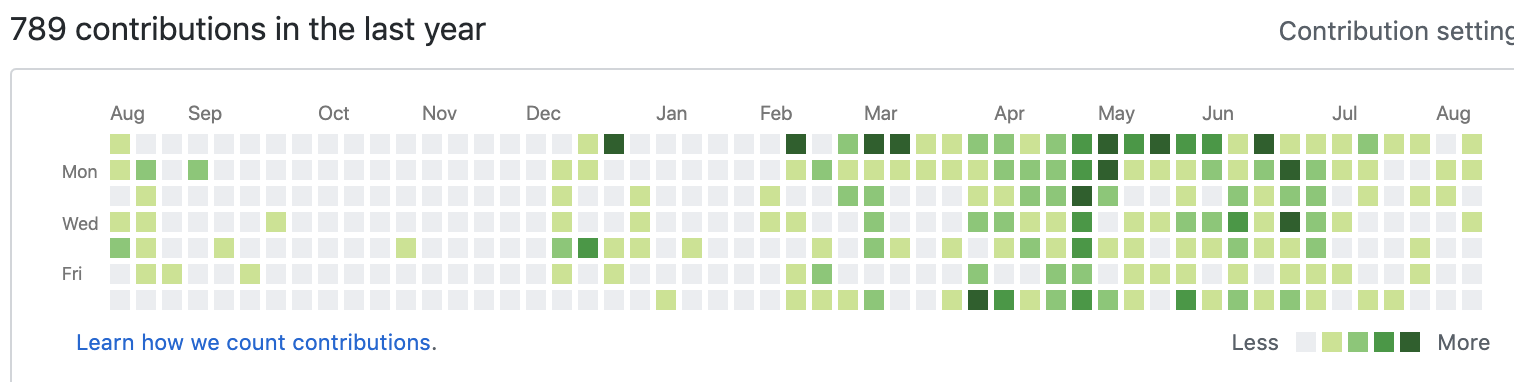 789 contributions in the last year
Contribution setting
Aug Sep Oct Nov Dec Jan Feb Mar Apr May Jun Jul Aug
Mon
Wed
Fri
Learn how we count contributions.
Less More